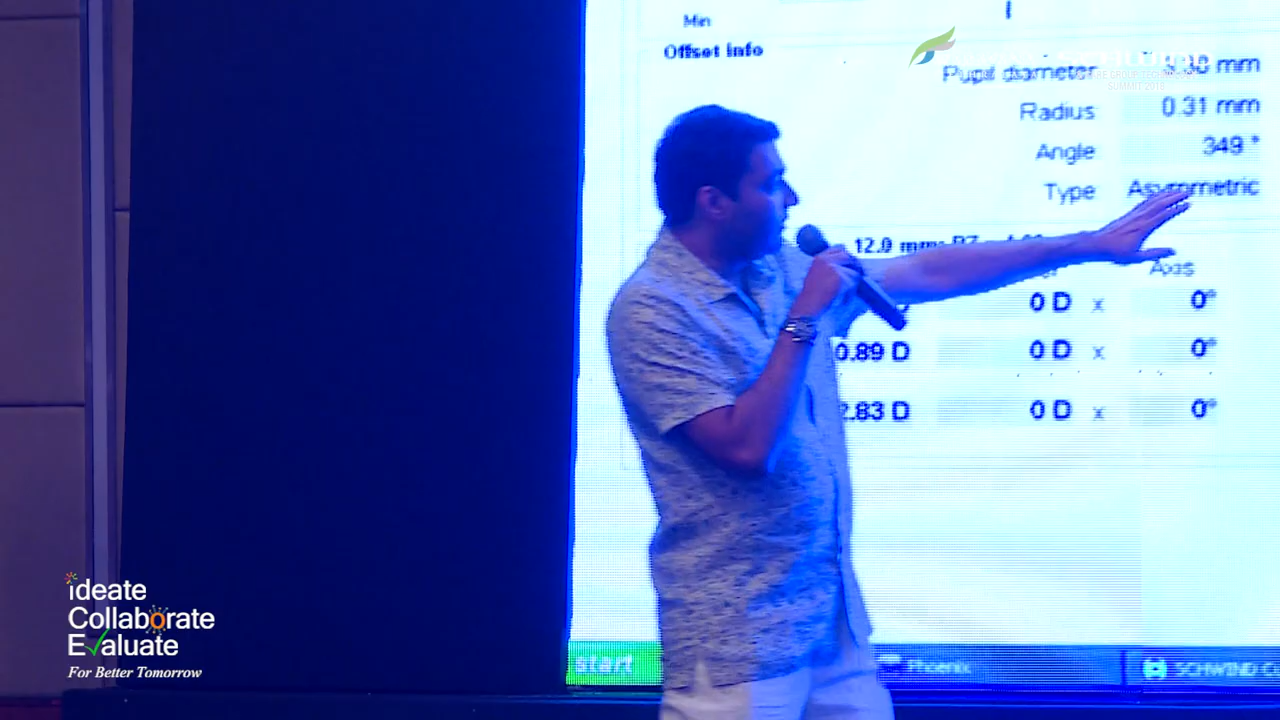 Min
Offset Info
Pupil diameter mm
Radius 0.31 mm
Angle 349 °
Type Asymmetric
12.0 mm
Axis
0 D x 0°
0.89 D 0 D x 0°
2.83 D 0 D x 0°
start Phoenix SCHWIND
SUMMIT
ideate
Collaborate
Evaluate
For Better Tomorrow